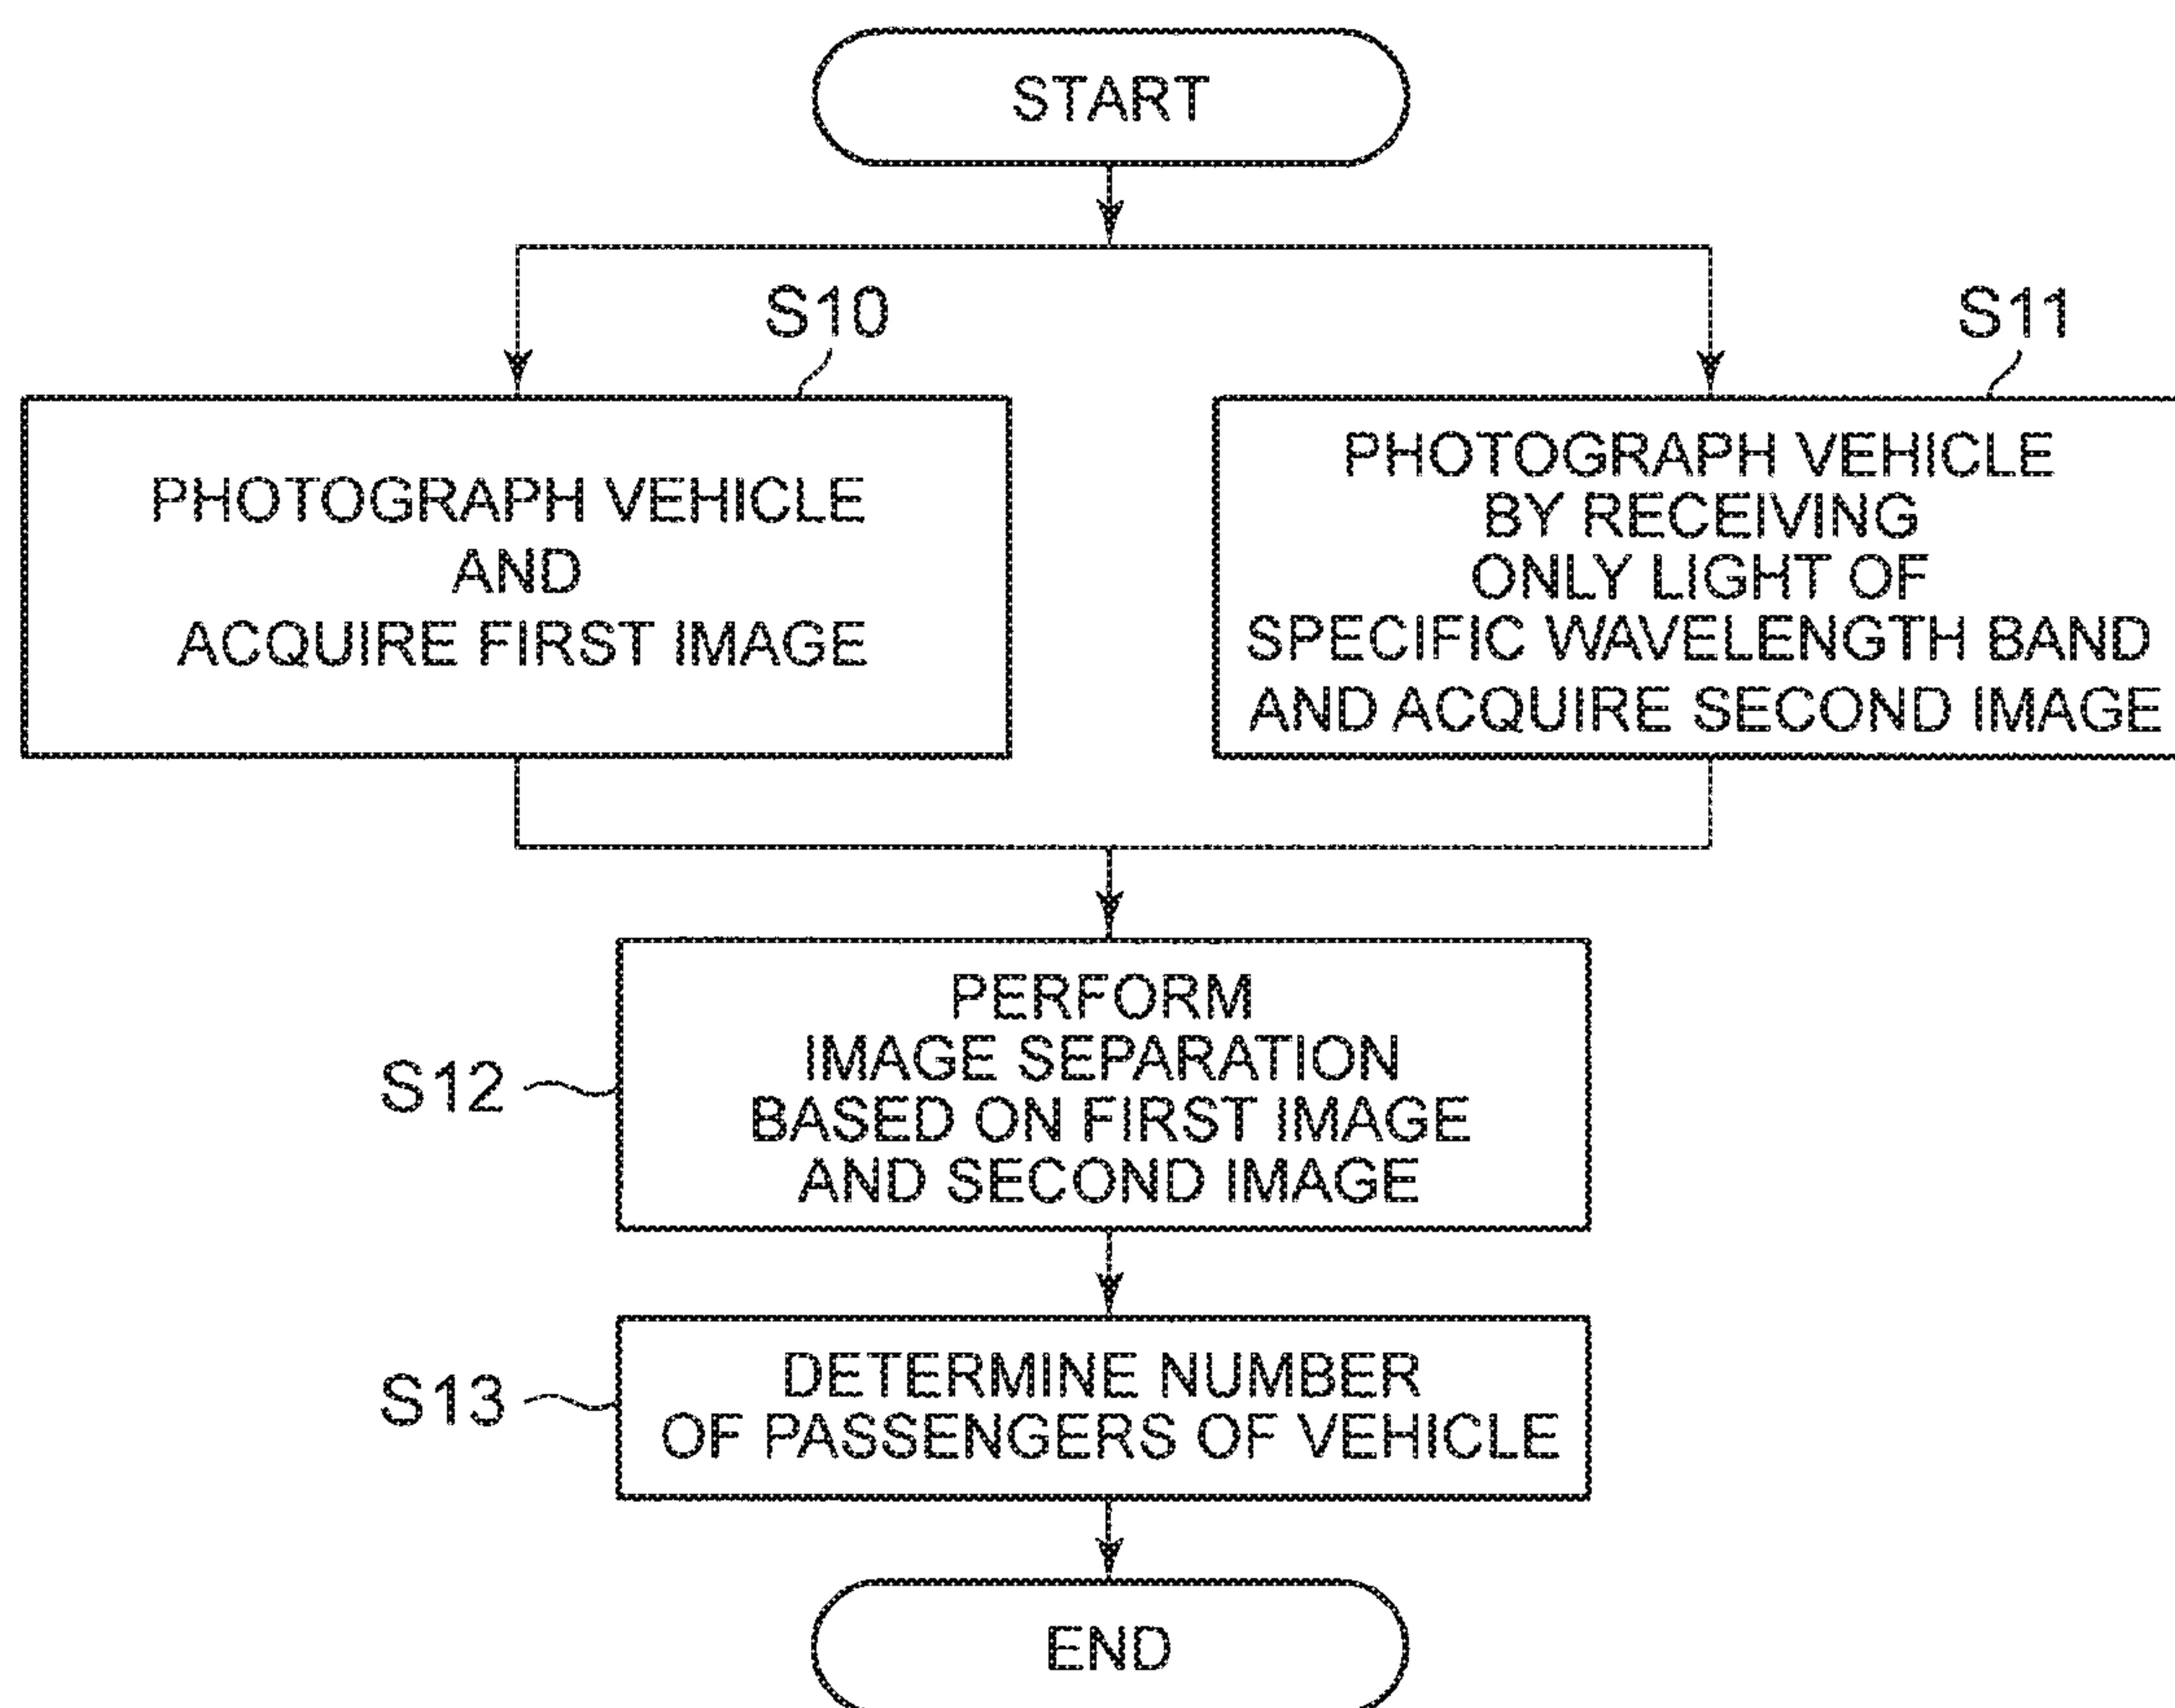 START
S10
S11
PHOTOGRAPH VEHICLE
AND
ACQUIRE FIRST IMAGE
PHOTOGRAPH VEHICLE
BY RECEIVING
ONLY LIGHT OF
SPECIFIC WAVELENGTH BAND
AND ACQUIRE SECOND IMAGE
S12
PERFORM
IMAGE SEPARATION
BASED ON FIRST IMAGE
AND SECOND IMAGE
S13
DETERMINE NUMBER
OF PASSENGERS OF VEHICLE
END